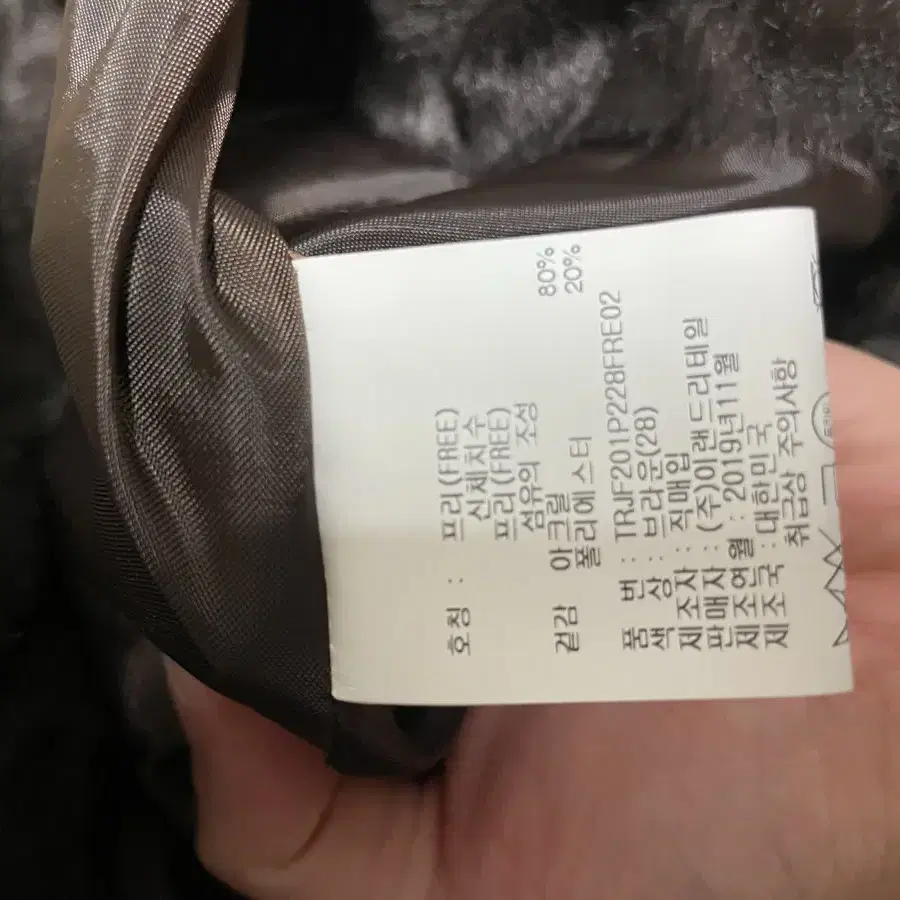 호칭 : 프리(FREE)
신체치수
프리(FREE)
섬유의 조성
겉감 아크릴 80%
폴리에스터 20%
품 번 : TRJF201P228FRE02
색 상 : 브라운(28)
제 조 자 : 직매입
판 매 자 : (주)이랜드리테일
제 조 연 월 : 2019년11월
제 조 국 : 대한민국
취급상 주의사항